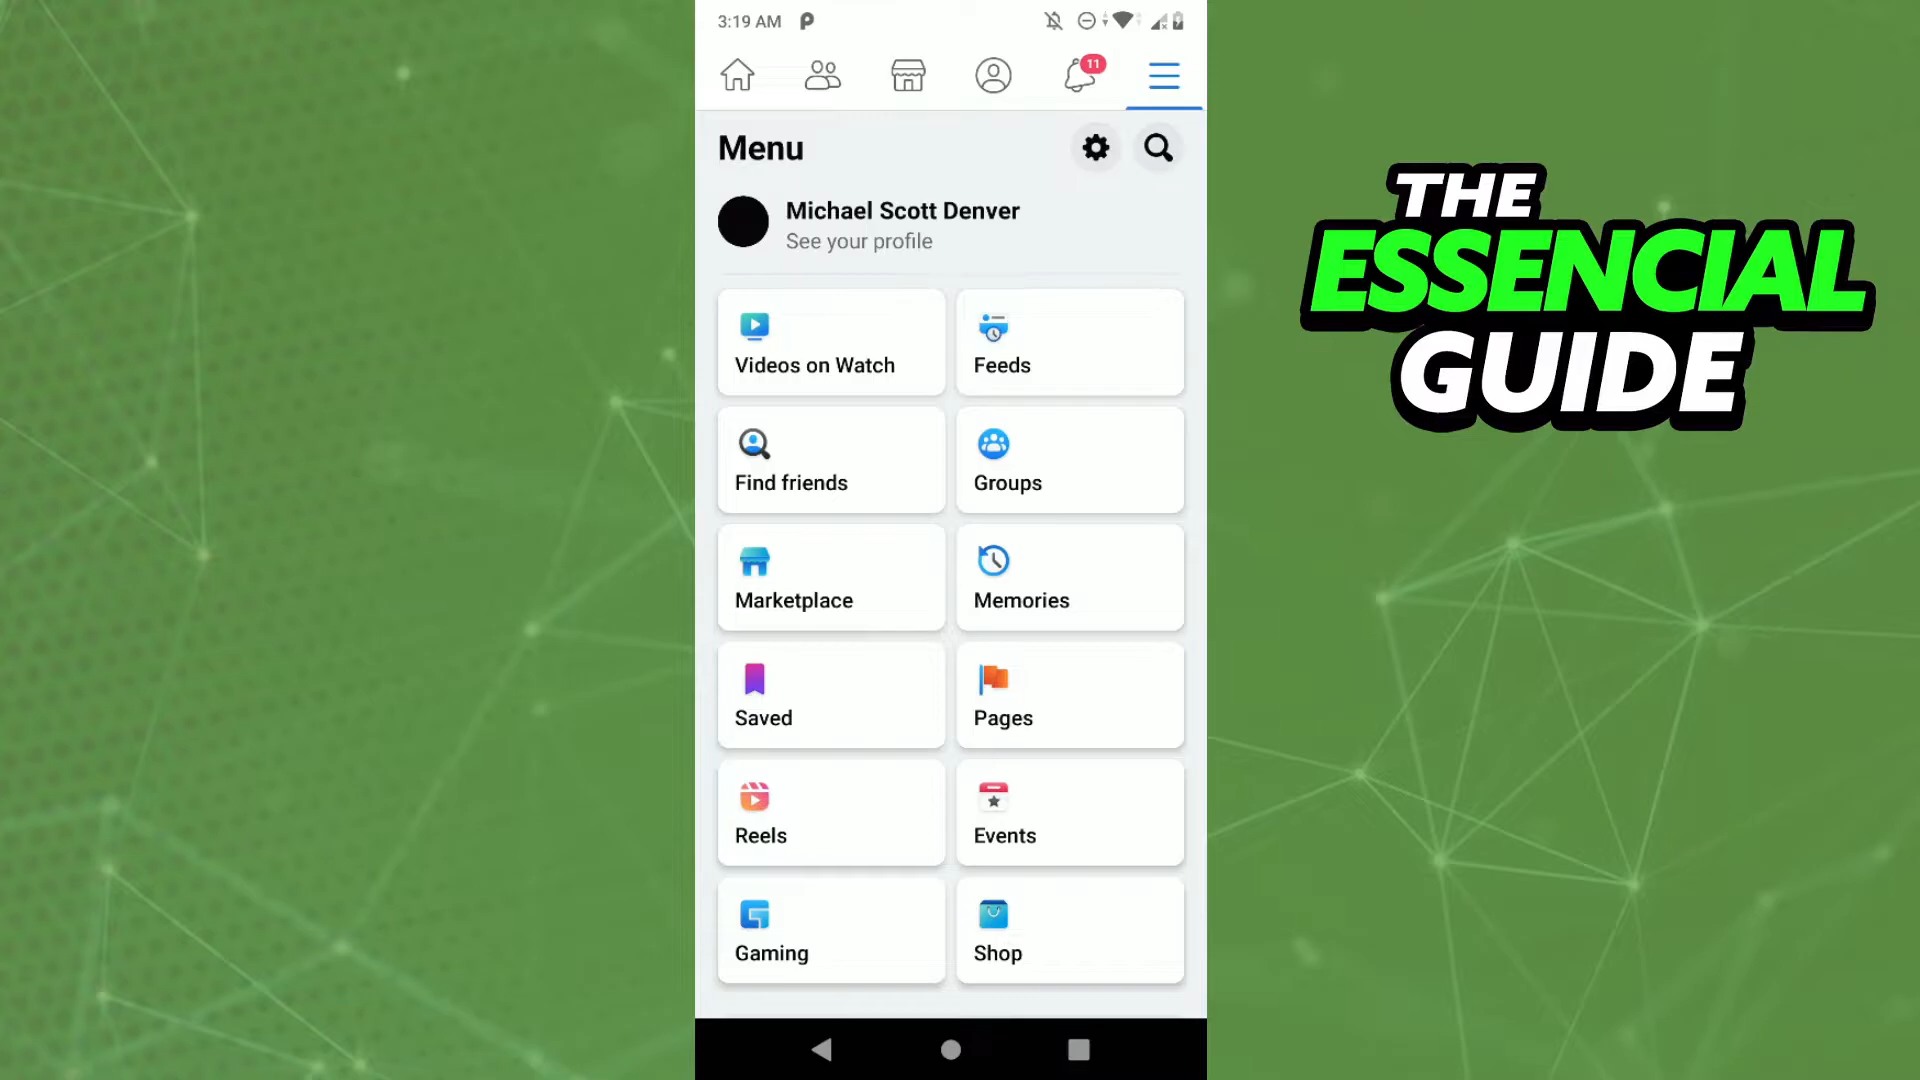 3:19 AM
11
Menu
Michael Scott Denver
See your profile
Videos on Watch
Feeds
Find friends
Groups
Marketplace
Memories
Saved
Pages
Reels
Events
Gaming
Shop
THE
ESSENCIAL
GUIDE